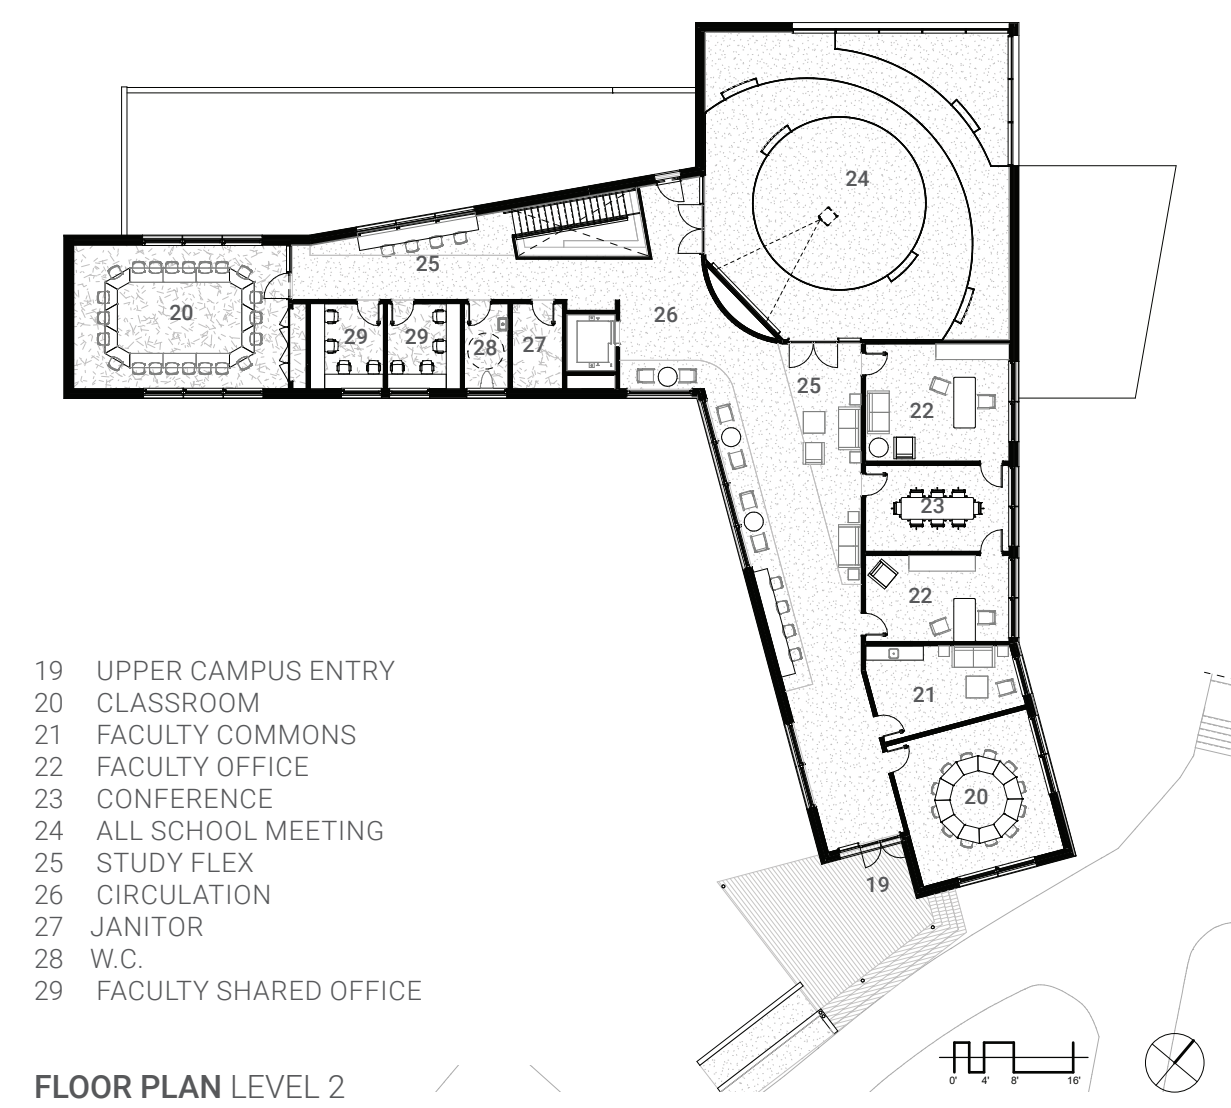 24
25
20
26
29
29
28
27
25
22
23
22
21
20
19
19 UPPER CAMPUS ENTRY
20 CLASSROOM
21 FACULTY COMMONS
22 FACULTY OFFICE
23 CONFERENCE
24 ALL SCHOOL MEETING
25 STUDY FLEX
26 CIRCULATION
27 JANITOR
28 W.C.
29 FACULTY SHARED OFFICE
0' 4' 8' 16'
FLOOR PLAN LEVEL 2